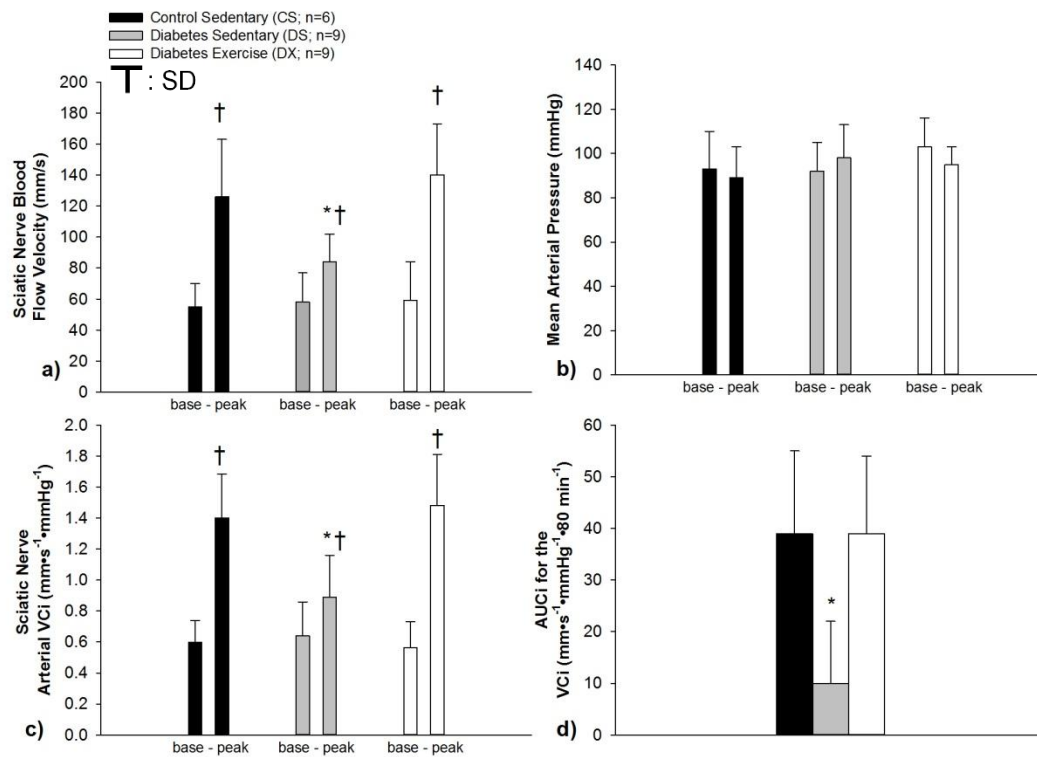 Control Sedentary (CS; n=6)
Diabetes Sedentary (DS; n=9)
Diabetes Exercise (DX; n=9)
T : SD
Sciatic Nerve Blood
Flow Velocity (mm/s)
200
180
160
140
120
100
80
60
40
20
0
†
*†
†
a)
base - peak
base - peak
base - peak
Mean Arterial Pressure (mmHg)
140
120
100
80
60
40
20
0
b)
base - peak
base - peak
base - peak
Sciatic Nerve
Arterial VCi (mm•s⁻¹•mmHg⁻¹)
2.0
1.8
1.6
1.4
1.2
1.0
0.8
0.6
0.4
0.2
0.0
†
*†
†
c)
base - peak
base - peak
base - peak
AUCi for the
VCi (mm•s⁻¹•mmHg⁻¹•80 min⁻¹)
60
50
40
30
20
10
0
*
d)